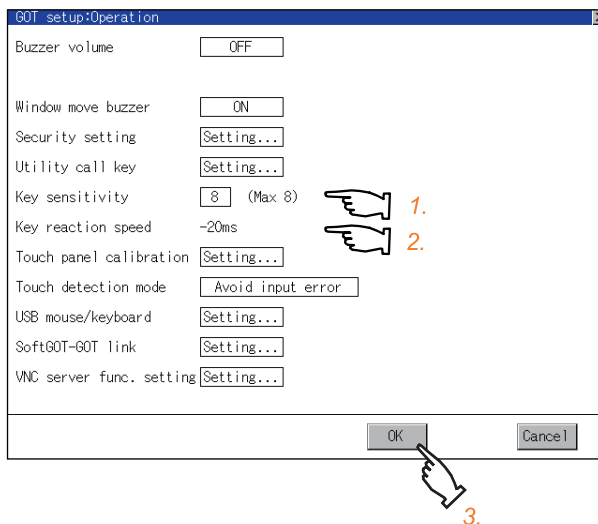 GOT setup:Operation
Buzzer volume OFF
Window move buzzer ON
Security setting Setting...
Utility call key Setting...
Key sensitivity 8 (Max 8) 1.
Key reaction speed -20ms 2.
Touch panel calibration Setting...
Touch detection mode Avoid input error
USB mouse/keyboard Setting...
SoftGOT-GOT link Setting...
VNC server func. setting Setting...
OK Cancel
3.